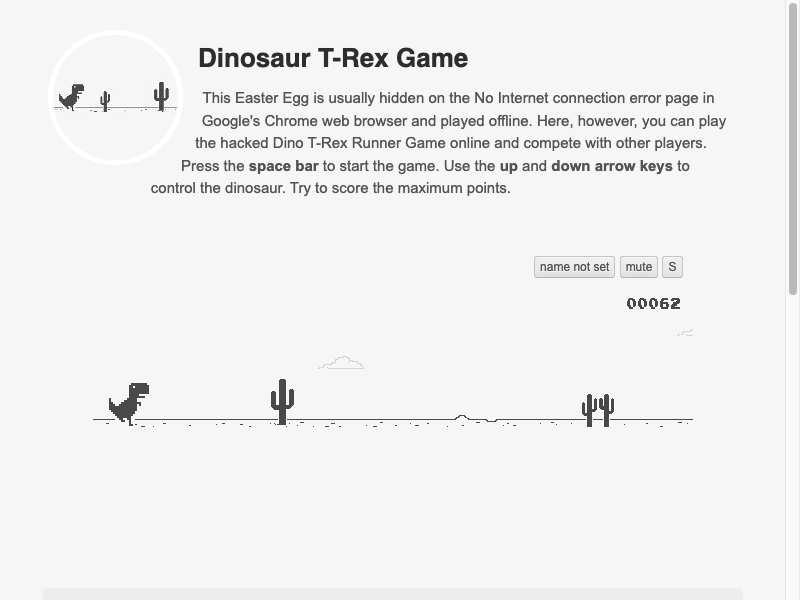 Dinosaur T-Rex Game
This Easter Egg is usually hidden on the No Internet connection error page in
Google's Chrome web browser and played offline. Here, however, you can play
the hacked Dino T-Rex Runner Game online and compete with other players.
Press the space bar to start the game. Use the up and down arrow keys to
control the dinosaur. Try to score the maximum points.
name not set mute S
00062